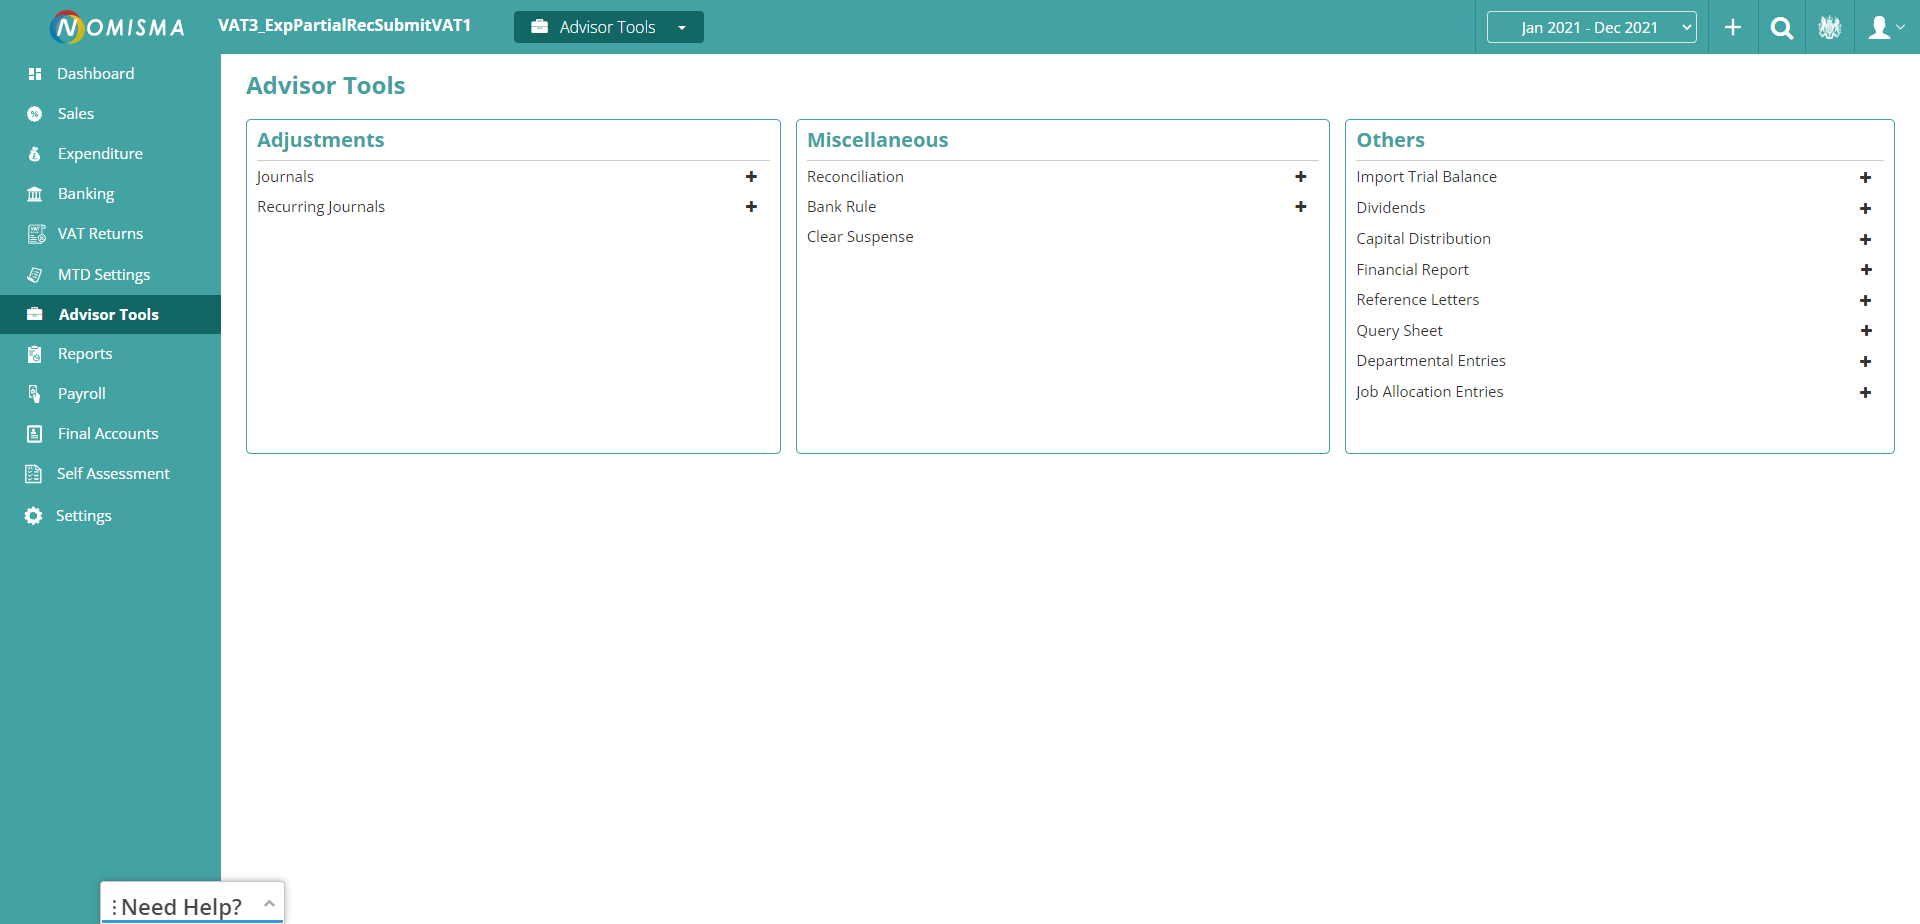 NOMISMA
VAT3_ExpPartialRecSubmitVAT1
Advisor Tools
Jan 2021 - Dec 2021
Dashboard
Sales
Expenditure
Banking
VAT Returns
MTD Settings
Advisor Tools
Reports
Payroll
Final Accounts
Self Assessment
Settings
Advisor Tools
Adjustments
Journals
Recurring Journals
Miscellaneous
Reconciliation
Bank Rule
Clear Suspense
Others
Import Trial Balance
Dividends
Capital Distribution
Financial Report
Reference Letters
Query Sheet
Departmental Entries
Job Allocation Entries
Need Help?